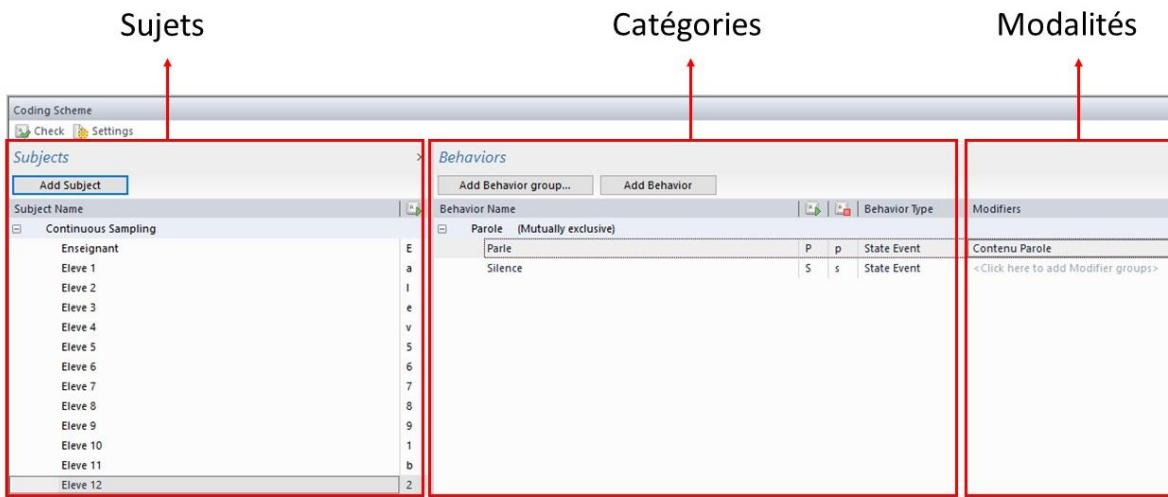 Sujets Catégories Modalités
Coding Scheme
Check Settings
Subjects Behaviors
Add Subject Add Behavior group... Add Behavior
Subject Name Behavior Name Behavior Type Modifiers
Continuous Sampling Parole (Mutually exclusive)
Enseignant E Parle P p State Event Contenu Parole
Eleve 1 a Silence S s State Event <Click here to add Modifier groups>
Eleve 2 l
Eleve 3 e
Eleve 4 v
Eleve 5 5
Eleve 6 6
Eleve 7 7
Eleve 8 8
Eleve 9 9
Eleve 10 1
Eleve 11 b
Eleve 12 2